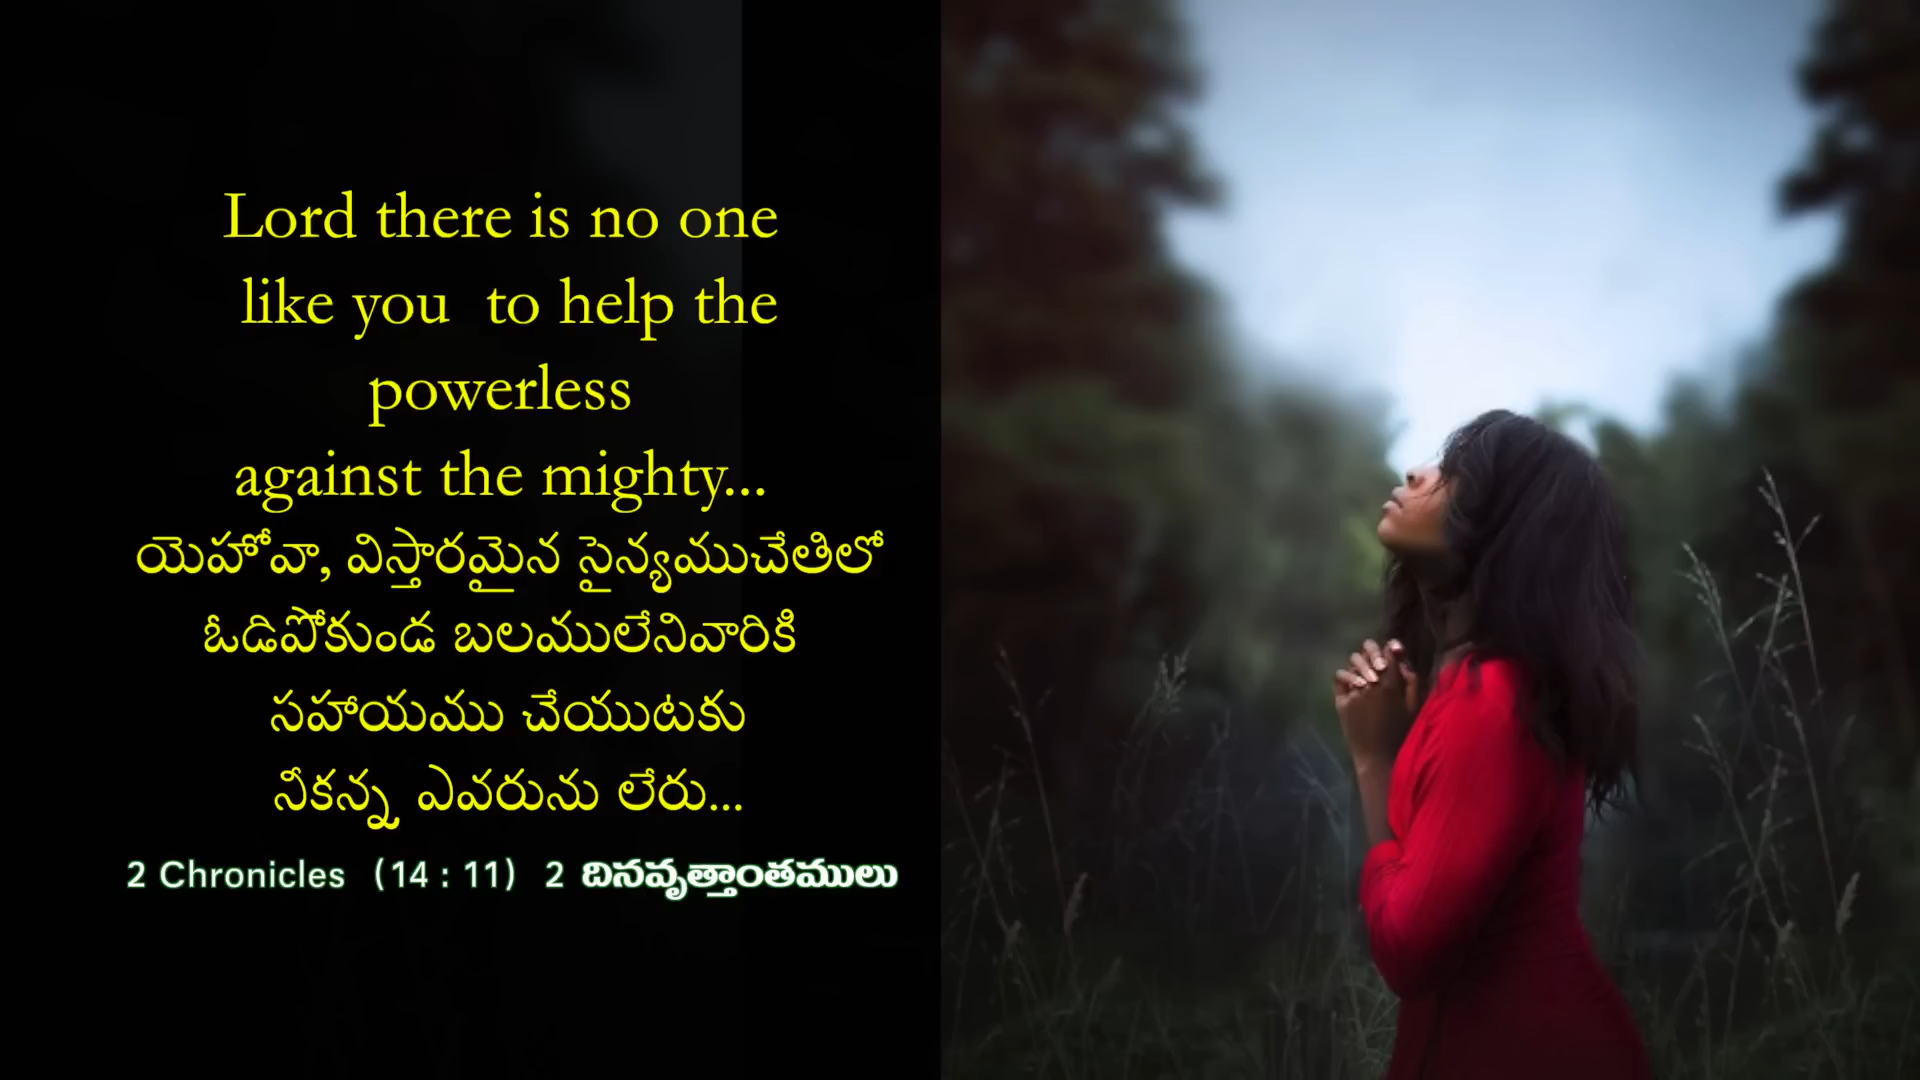 Lord there is no one
like you to help the
powerless
against the mighty...
యెహోవా, విస్తారమైన సైన్యముచేతిలో
ఓడిపోకుండ బలములేనివారికి
సహాయము చేయుటకు
నీకన్న ఎవరును లేరు...
2 Chronicles (14 : 11) 2 దినవృత్తాంతములు